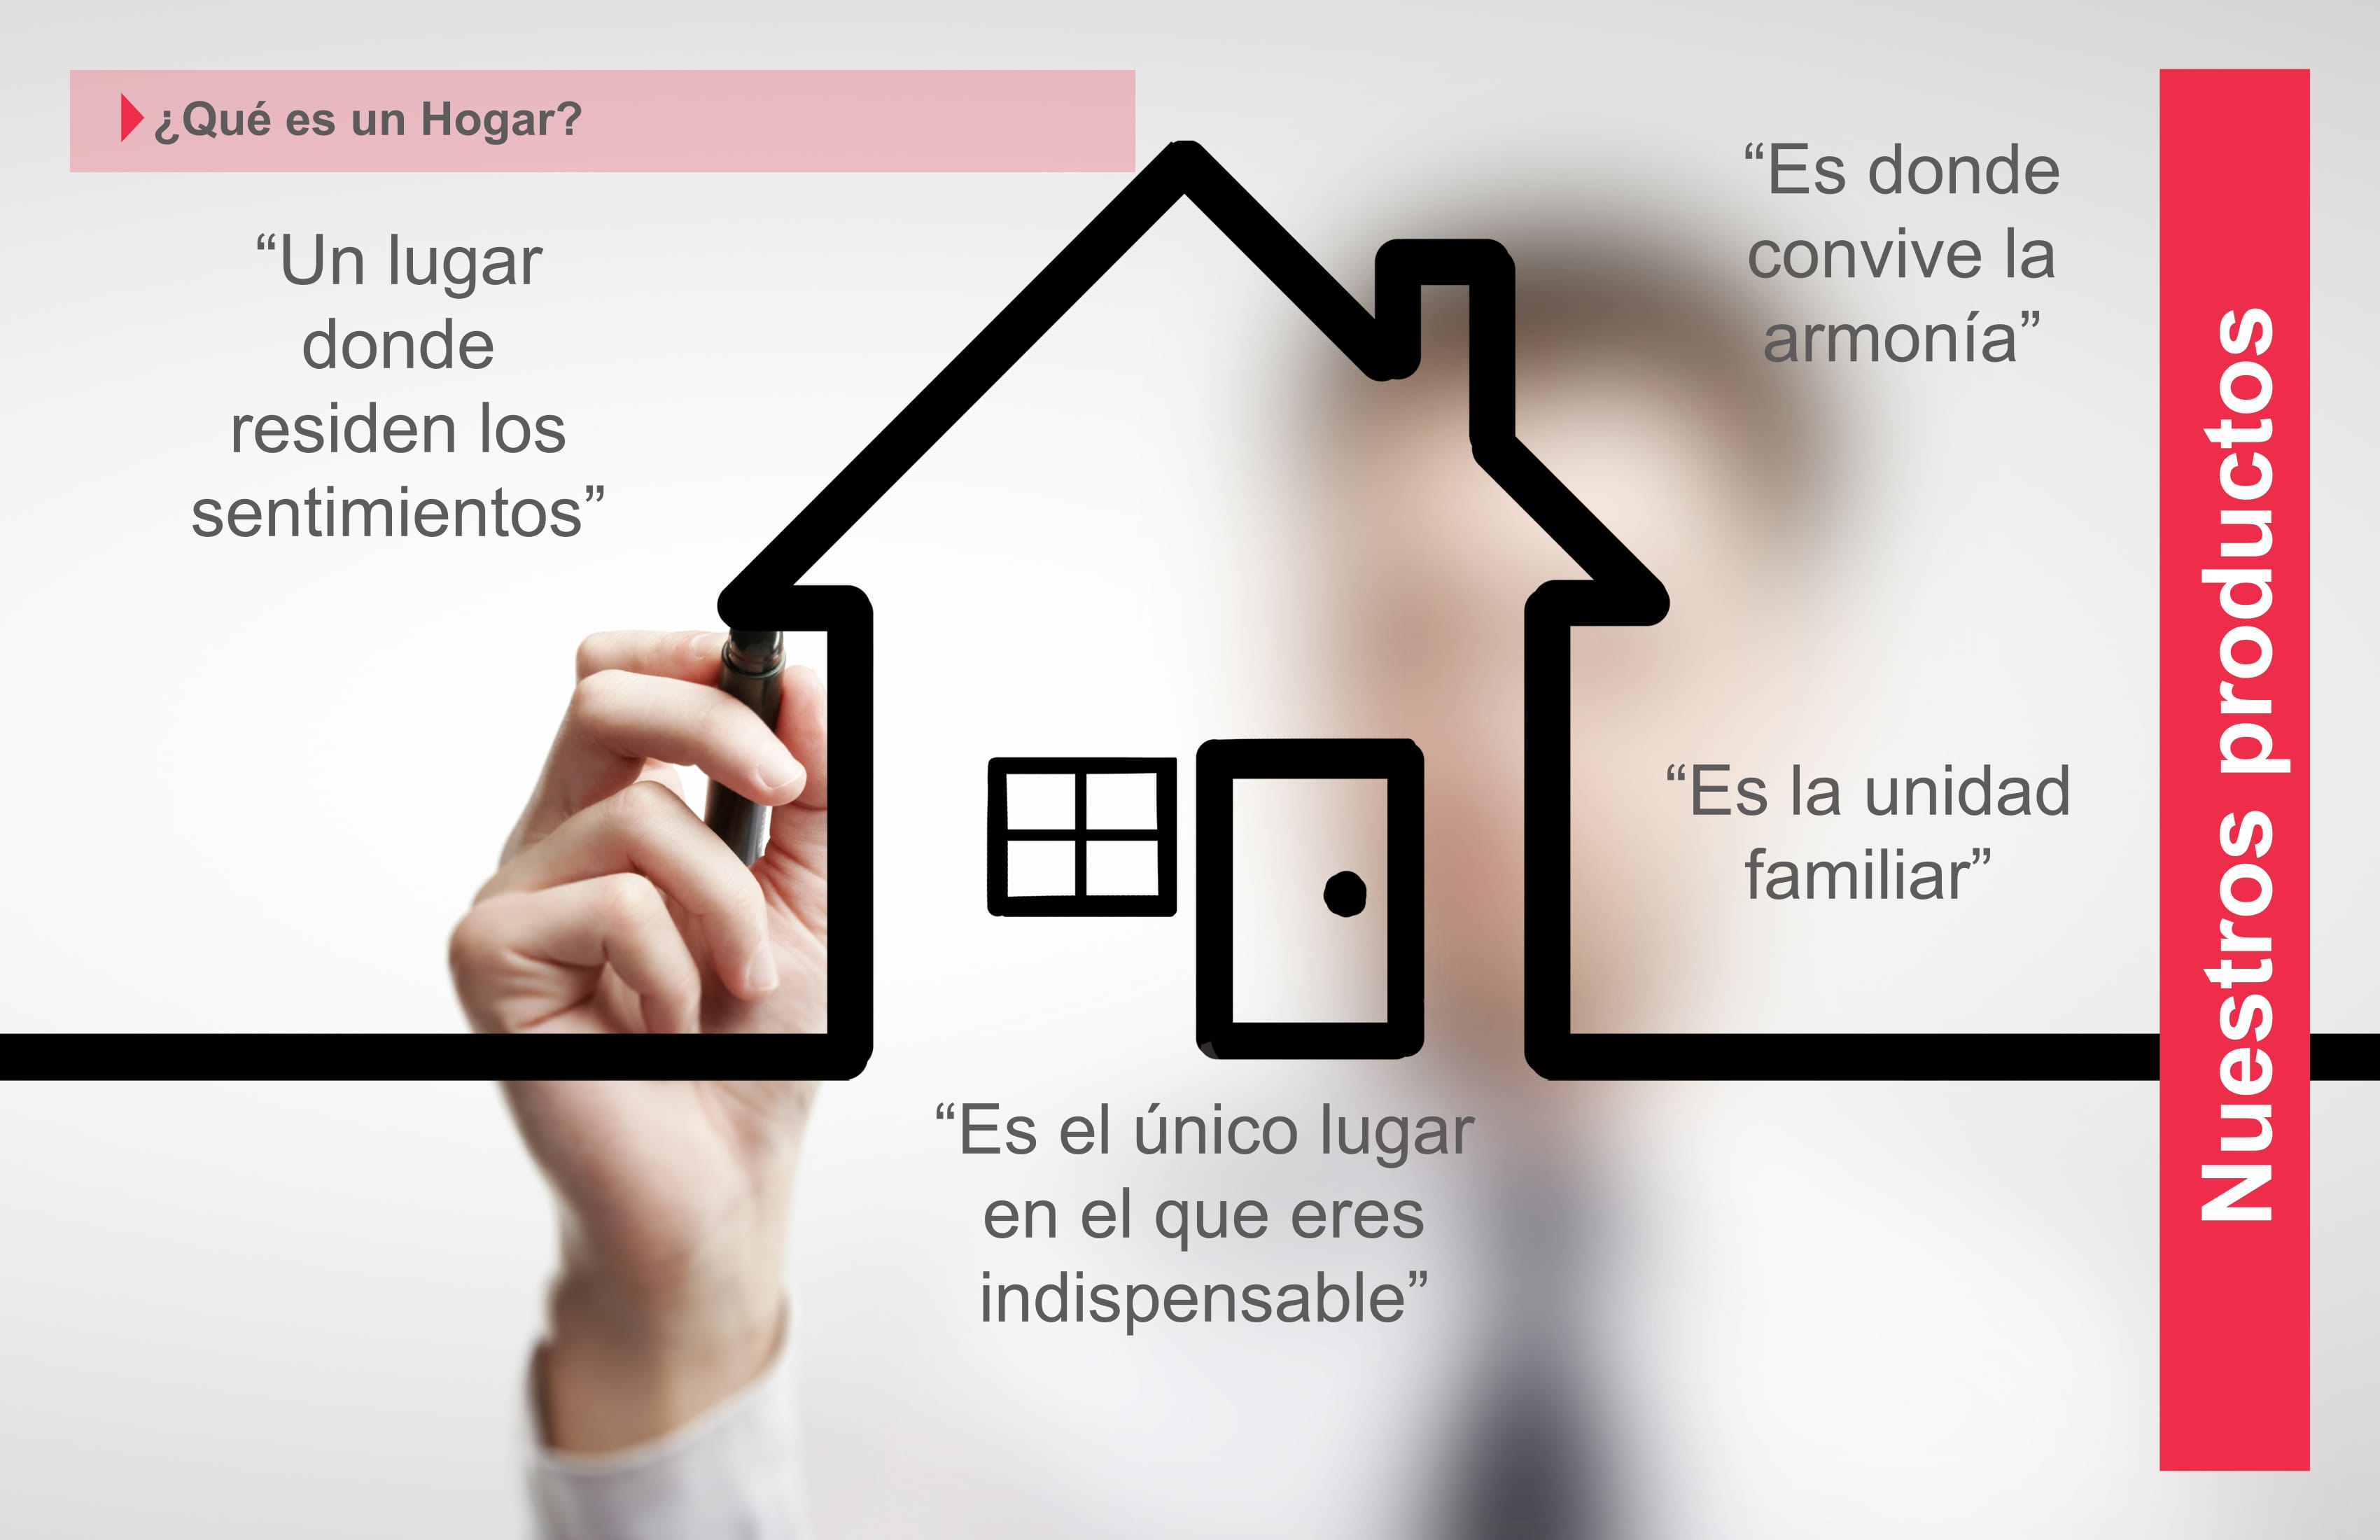 ¿Qué es un Hogar?
“Un lugar
donde
residen los
sentimientos”
“Es donde
convive la
armonía”
“Es la unidad
familiar”
“Es el único lugar
en el que eres
indispensable”
Nuestros productos